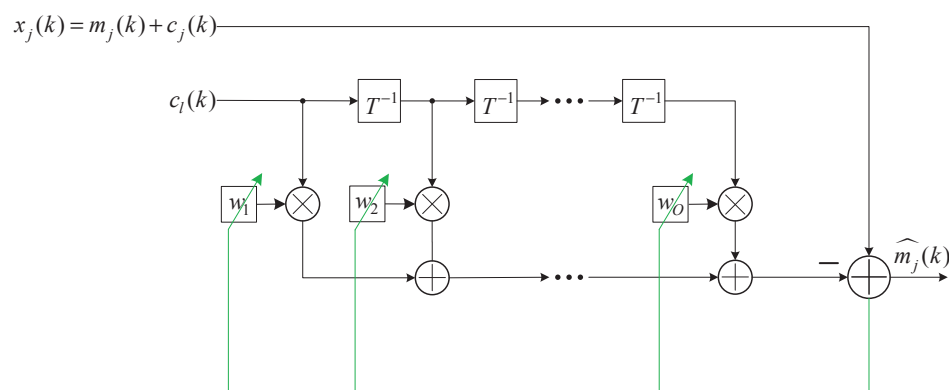 x_j(k) = m_j(k) + c_j(k)
c_l(k) T^{-1} T^{-1} ••• T^{-1}
w_1 w_2 w_O
••• − \widehat{m_j}(k)